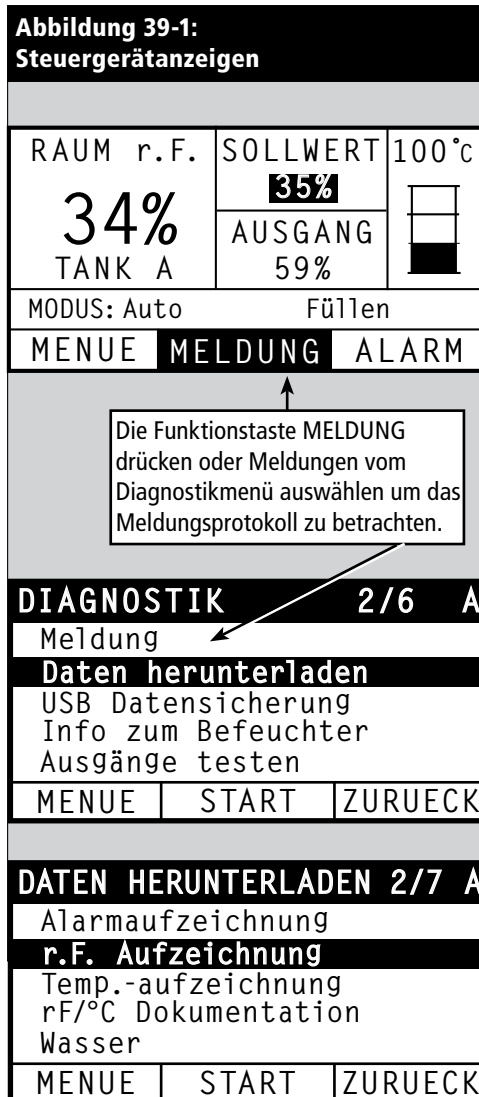 Abbildung 39-1:
Steuergerätanzeigen
RAUM r.F.
34%
TANK A
SOLLWERT
35%
AUSGANG
59%
100°C
MODUS: Auto Füllen
MENUE MELDUNG ALARM
Die Funktionstaste MELDUNG
drücken oder Meldungen vom
Diagnostikmenü auswählen um das
Meldungsprotokoll zu betrachten.
DIAGNOSTIK 2/6 A
Meldung
Daten herunterladen
USB Datensicherung
Info zum Befeuchter
Ausgänge testen
MENUE START ZURUECK
DATEN HERUNTERLADEN 2/7 A
Alarmaufzeichnung
r.F. Aufzeichnung
Temp.-aufzeichnung
rF/°C Dokumentation
Wasser
MENUE START ZURUECK